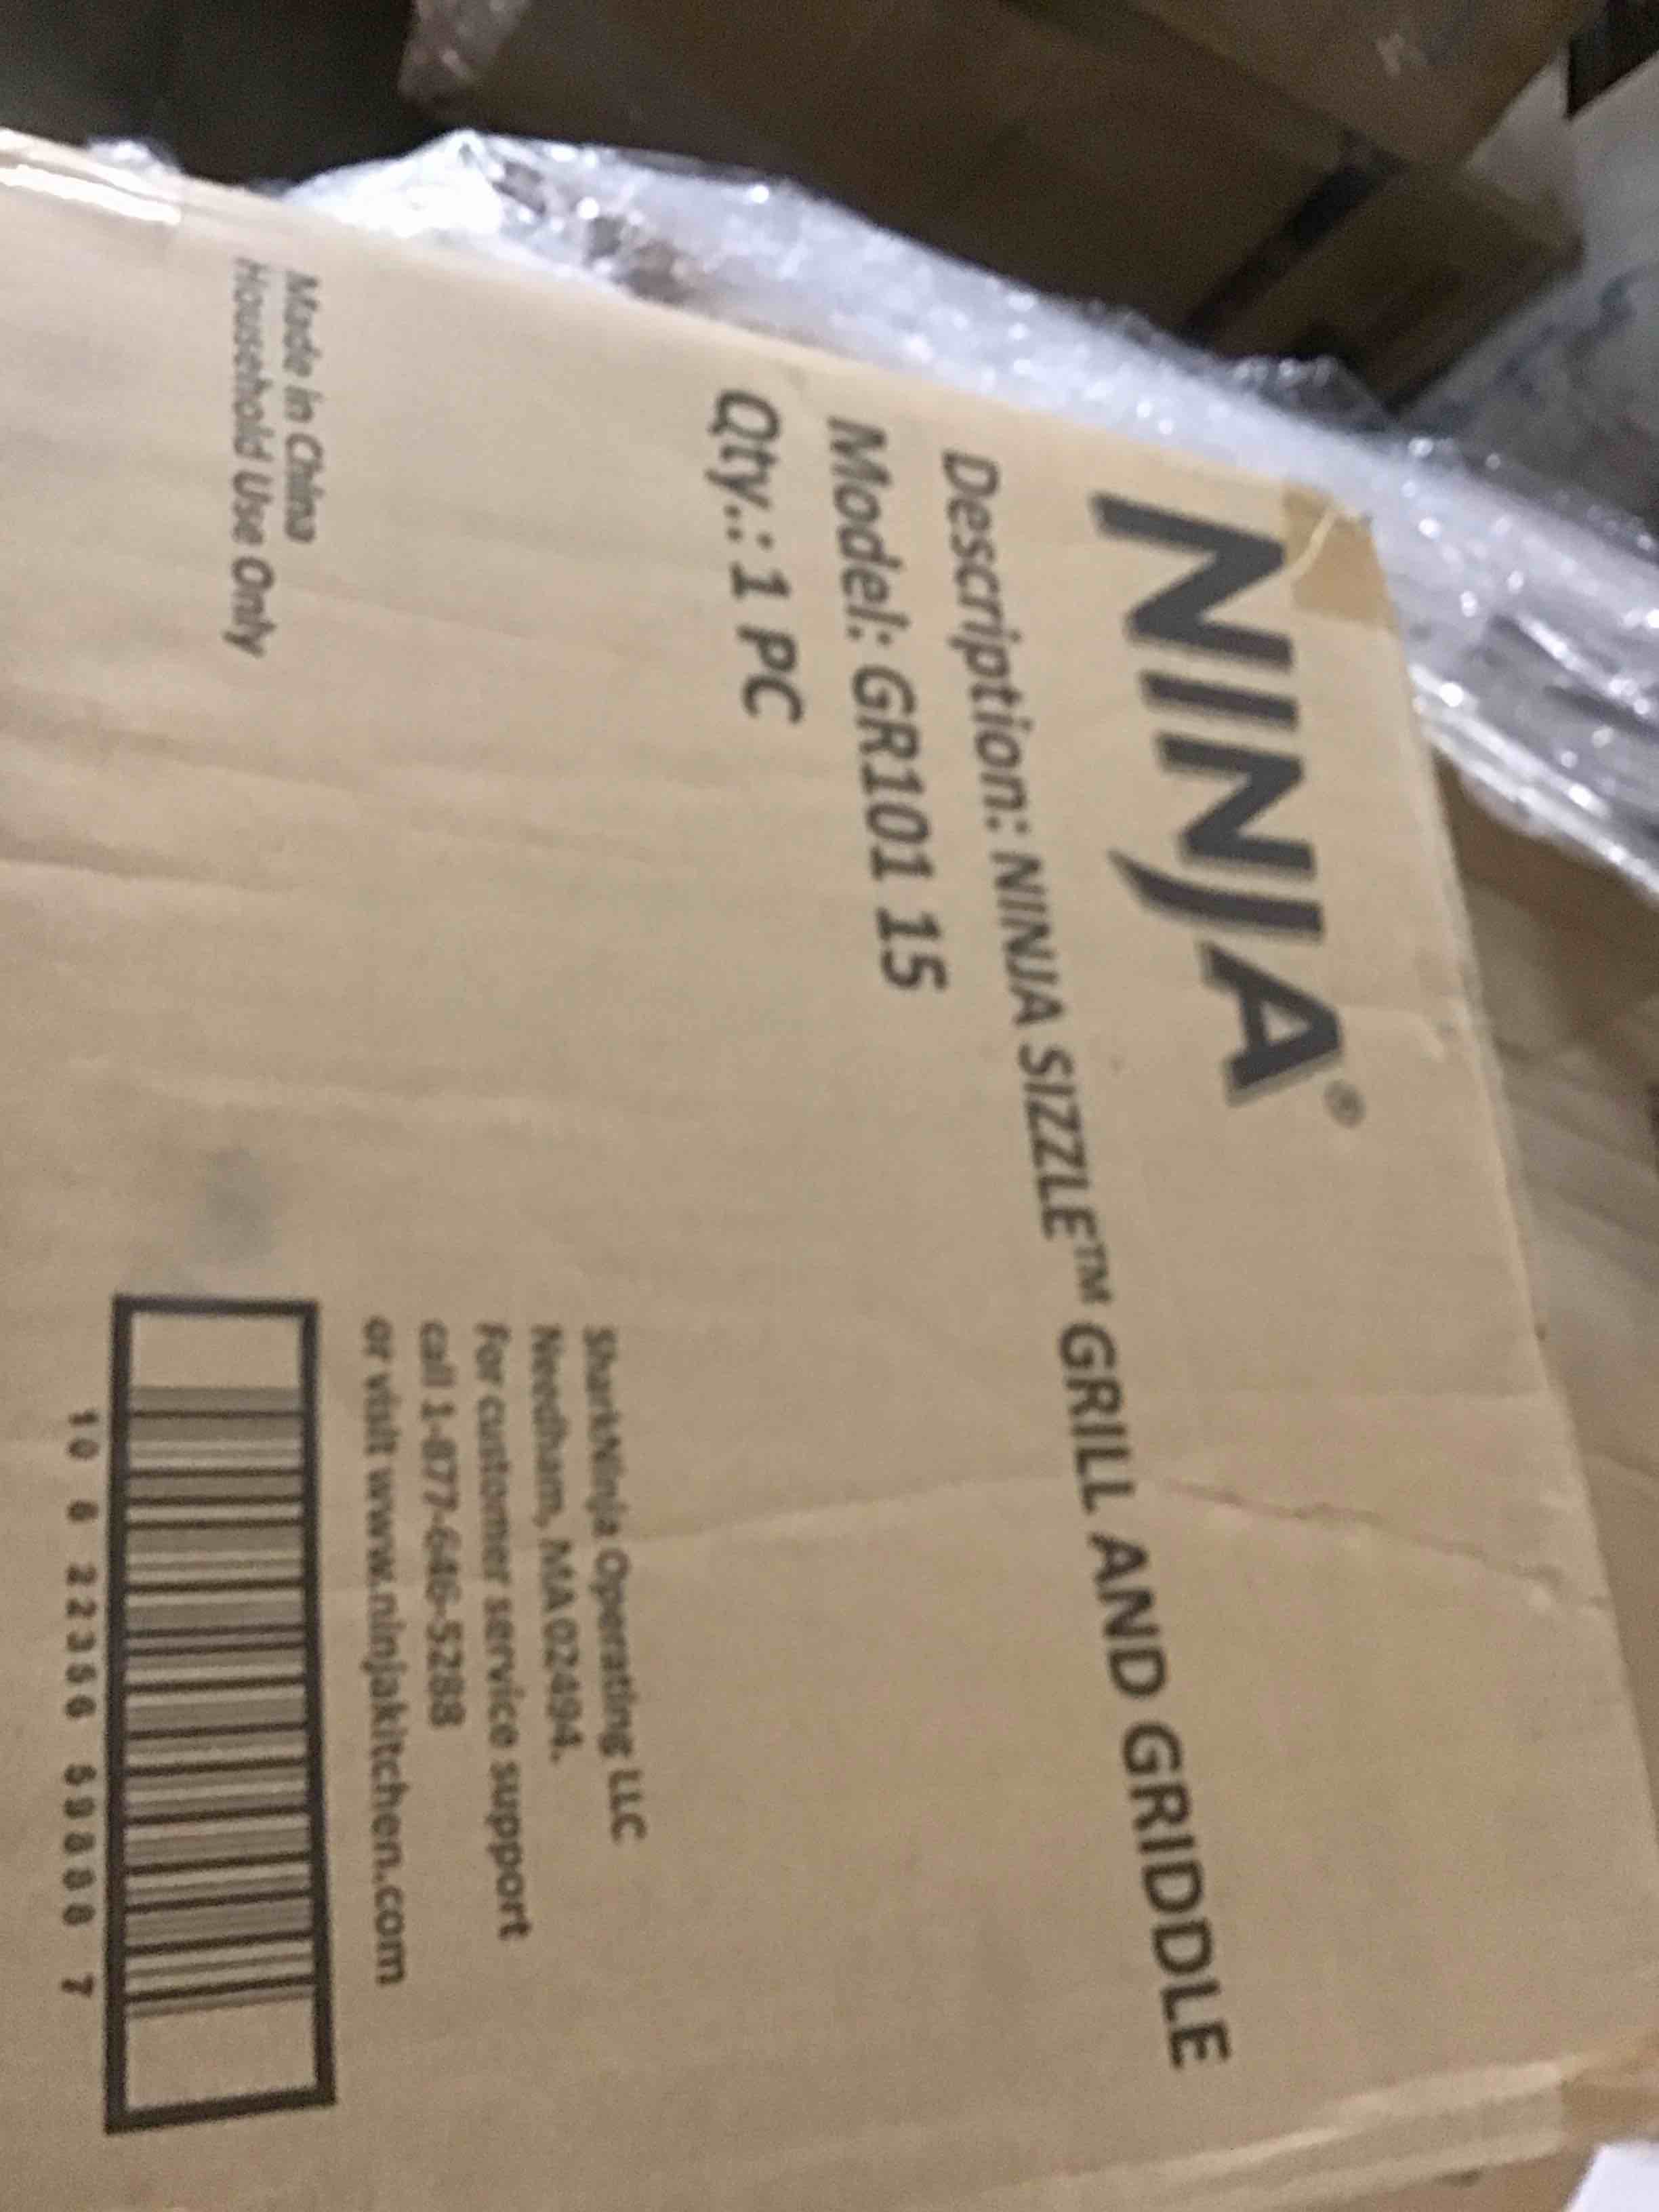 NINJA®
Description: NINJA SIZZLE™ GRILL AND GRIDDLE
Model: GR101 15
Qty.: 1 PC
SharkNinja Operating LLC
Needham, MA 02494.
For customer service support
call 1-877-646-5288
or visit www.ninjakitchen.com
Made in China
Household Use Only
10 6 22356
7